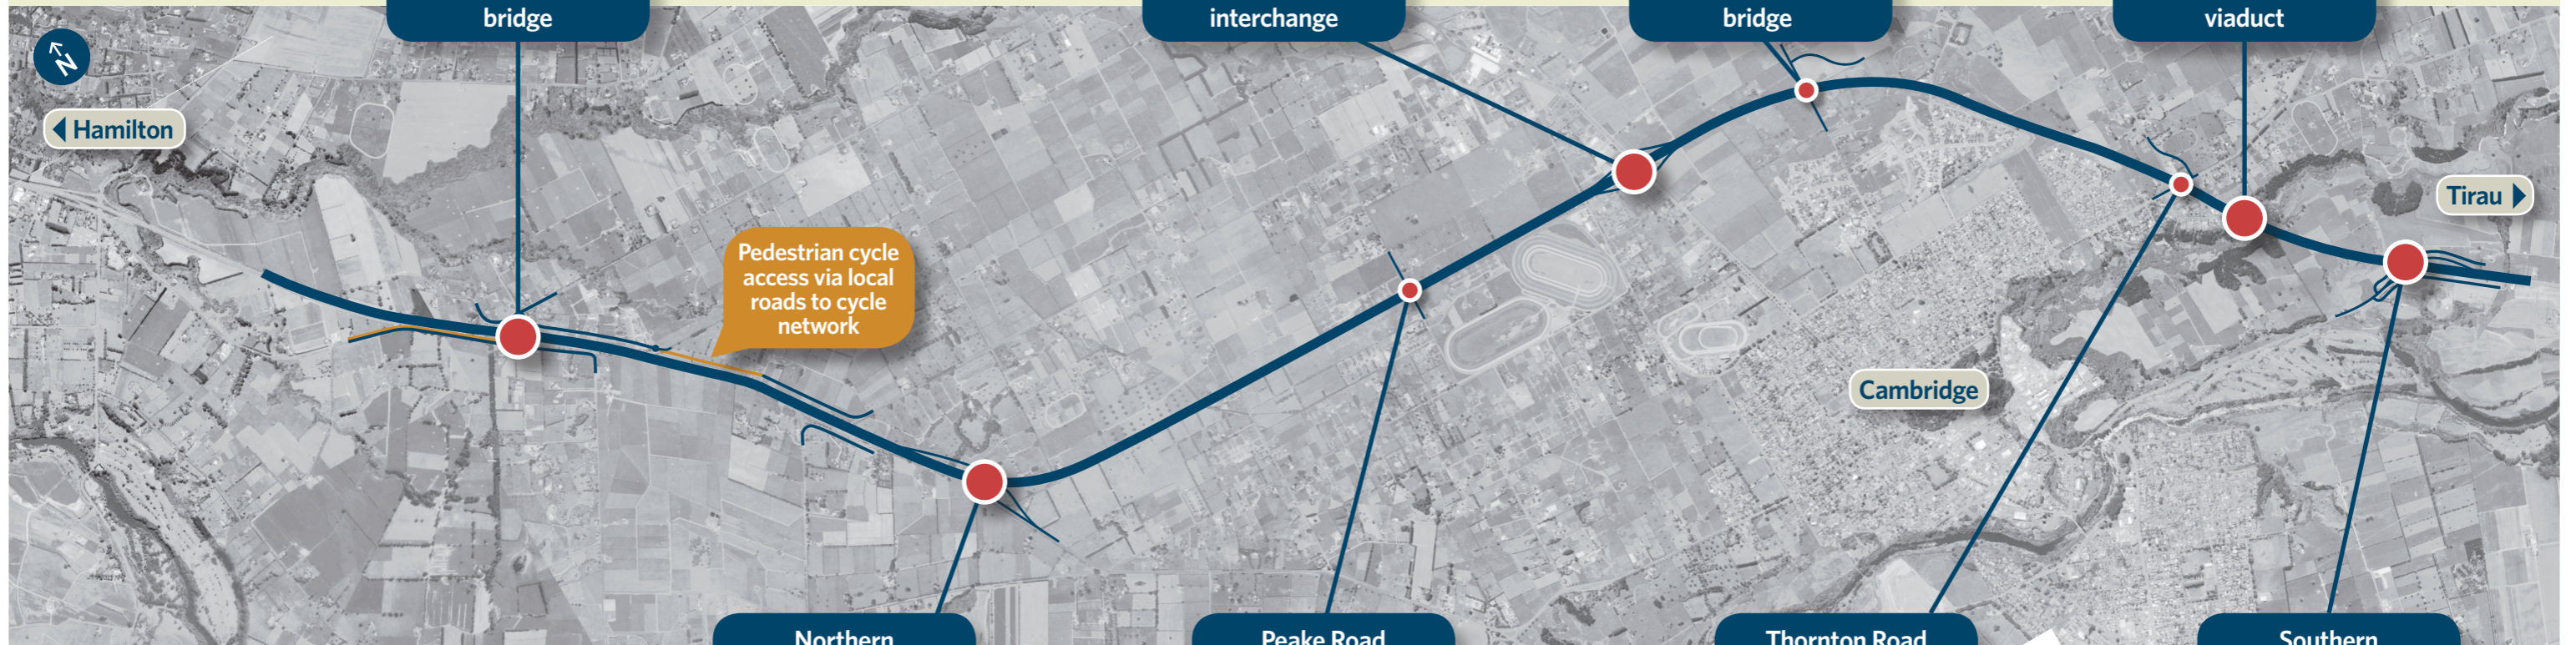 bridge
interchange
bridge
viaduct
N
Hamilton
Tirau
Pedestrian cycle
access via local
roads to cycle
network
Cambridge
Northern
Peake Road
Thornton Road
Southern